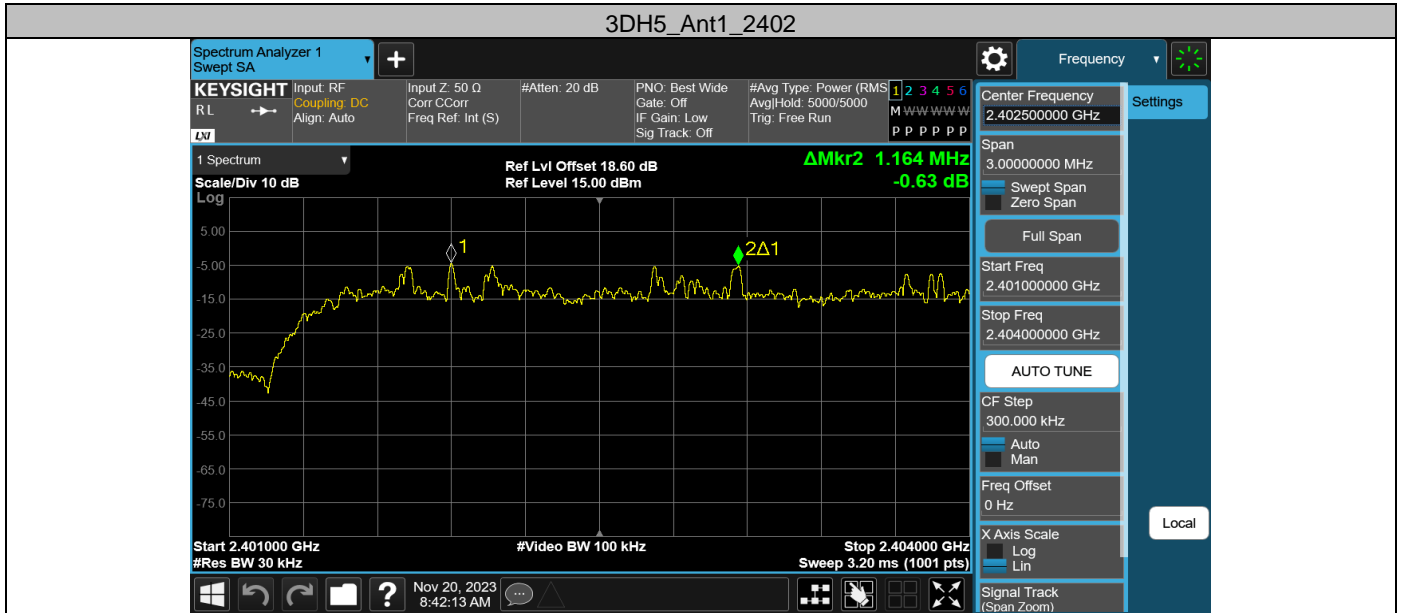 3DH5_Ant1_2402
Spectrum Analyzer 1
Swept SA
Frequency
KEYSIGHT
RL
LXI
Input: RF
Coupling: DC
Align: Auto
Input Z: 50 Ω
Corr CCorr
Freq Ref: Int (S)
#Atten: 20 dB
PNO: Best Wide
Gate: Off
IF Gain: Low
Sig Track: Off
#Avg Type: Power (RMS
Avg|Hold: 5000/5000
Trig: Free Run
1 2 3 4 5 6
M W W W W W
P P P P P P
1 Spectrum
Scale/Div 10 dB
Log
Ref Lvl Offset 18.60 dB
Ref Level 15.00 dBm
ΔMkr2 1.164 MHz
-0.63 dB
5.00
-5.00
-15.0
-25.0
-35.0
-45.0
-55.0
-65.0
-75.0
1
2Δ1
Start 2.401000 GHz
#Res BW 30 kHz
#Video BW 100 kHz
Stop 2.404000 GHz
Sweep 3.20 ms (1001 pts)
Nov 20, 2023
8:42:13 AM
Center Frequency
2.402500000 GHz
Span
3.00000000 MHz
Swept Span
Zero Span
Full Span
Start Freq
2.401000000 GHz
Stop Freq
2.404000000 GHz
AUTO TUNE
CF Step
300.000 kHz
Auto
Man
Freq Offset
0 Hz
X Axis Scale
Log
Lin
Signal Track
(Span Zoom)
Settings
Local